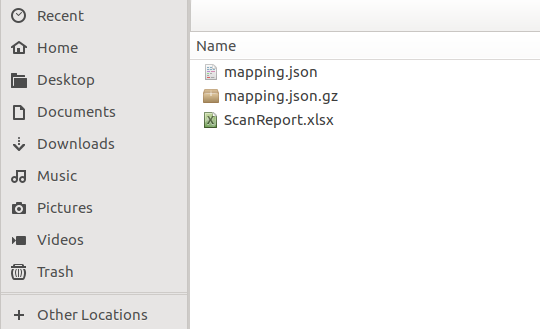 Recent
Home
Desktop
Documents
Downloads
Music
Pictures
Videos
Trash
Other Locations
Name
mapping.json
mapping.json.gz
ScanReport.xlsx